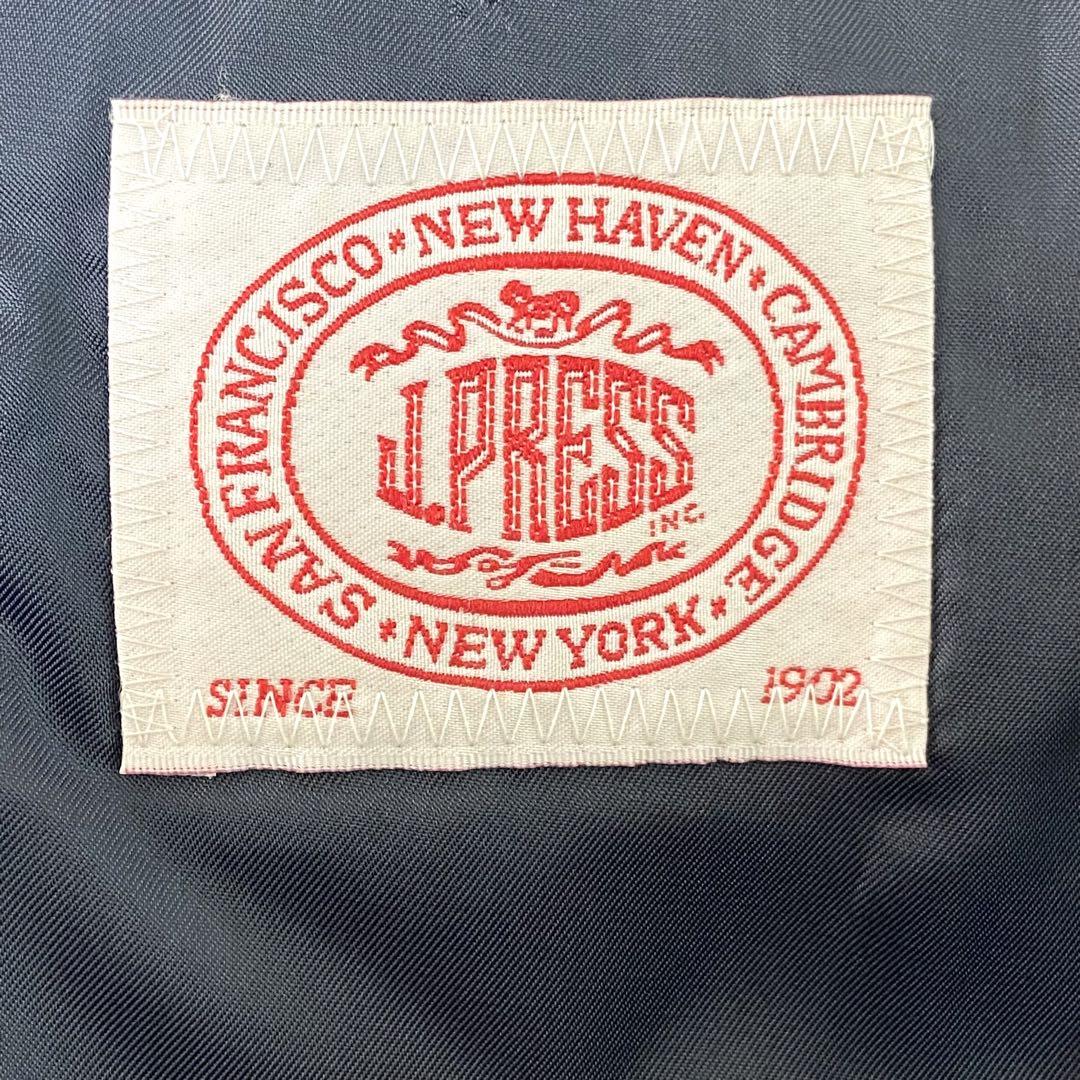 SAN FRANCISCO * NEW HAVEN * CAMBRIDGE * NEW YORK *
J.PRESS
INC.
SINCE 1902